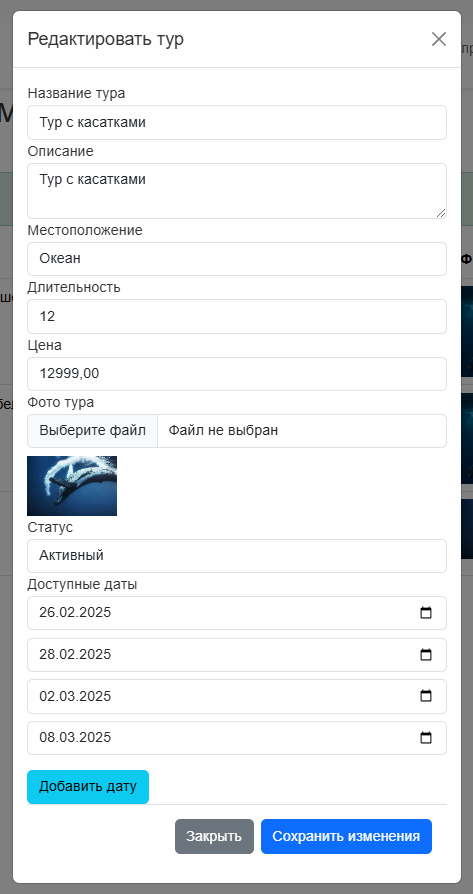 Редактировать тур
Название тура
Тур с касатками
Описание
Тур с касатками
Местоположение
Океан
Длительность
12
Цена
12999,00
Фото тура
Выберите файл Файл не выбран
Статус
Активный
Доступные даты
26.02.2025
28.02.2025
02.03.2025
08.03.2025
Добавить дату
Закрыть Сохранить изменения